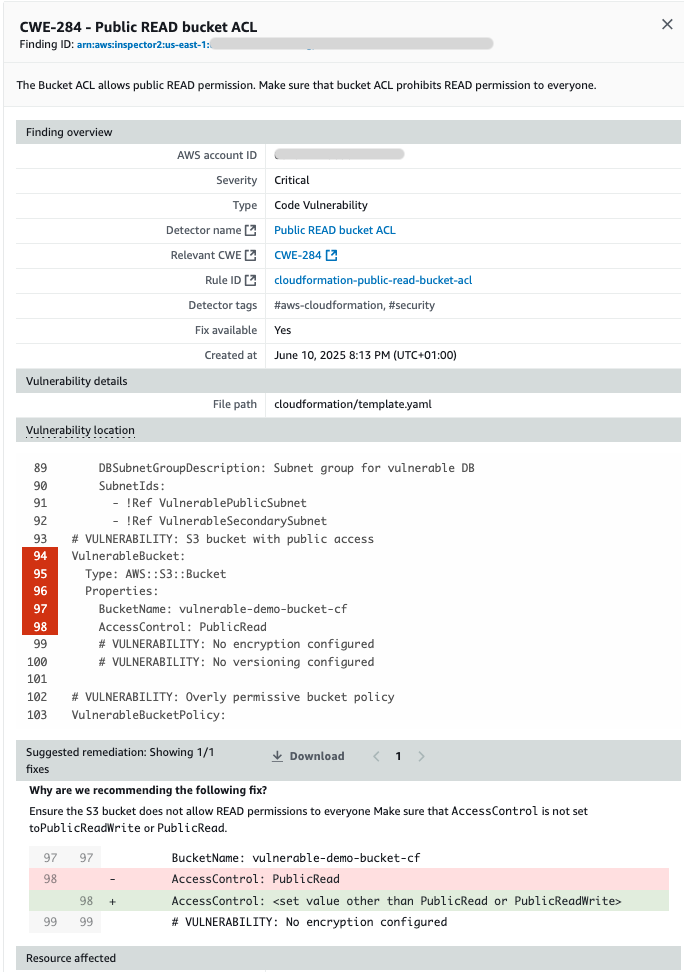 CWE-284 - Public READ bucket ACL
Finding ID: arn:aws:inspector2:us-east-1:
The Bucket ACL allows public READ permission. Make sure that bucket ACL prohibits READ permission to everyone.
Finding overview
AWS account ID
Severity Critical
Type Code Vulnerability
Detector name Public READ bucket ACL
Relevant CWE CWE-284
Rule ID cloudformation-public-read-bucket-acl
Detector tags #aws-cloudformation, #security
Fix available Yes
Created at June 10, 2025 8:13 PM (UTC+01:00)
Vulnerability details
File path cloudformation/template.yaml
Vulnerability location
89 DBSubnetGroupDescription: Subnet group for vulnerable DB
90 SubnetIds:
91 - !Ref VulnerablePublicSubnet
92 - !Ref VulnerableSecondarySubnet
93 # VULNERABILITY: S3 bucket with public access
94 VulnerableBucket:
95 Type: AWS::S3::Bucket
96 Properties:
97 BucketName: vulnerable-demo-bucket-cf
98 AccessControl: PublicRead
99 # VULNERABILITY: No encryption configured
100 # VULNERABILITY: No versioning configured
101
102 # VULNERABILITY: Overly permissive bucket policy
103 VulnerableBucketPolicy:
Suggested remediation: Showing 1/1
fixes
Download 1
Why are we recommending the following fix?
Ensure the S3 bucket does not allow READ permissions to everyone Make sure that AccessControl is not set
toPublicReadWrite or PublicRead.
97 97 BucketName: vulnerable-demo-bucket-cf
98 - AccessControl: PublicRead
98 + AccessControl: <set value other than PublicRead or PublicReadWrite>
99 99 # VULNERABILITY: No encryption configured
Resource affected